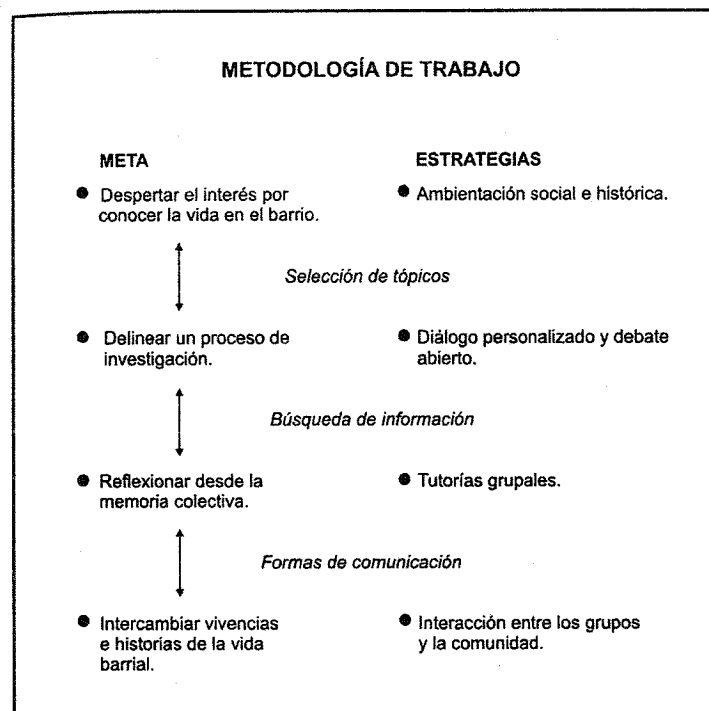 METODOLOGÍA DE TRABAJO
META
ESTRATEGIAS
● Despertar el interés por
conocer la vida en el barrio.
● Ambientación social e histórica.
Selección de tópicos
● Delinear un proceso de
investigación.
● Diálogo personalizado y debate
abierto.
Búsqueda de información
● Reflexionar desde la
memoria colectiva.
● Tutorías grupales.
Formas de comunicación
● Intercambiar vivencias
e historias de la vida
barrial.
● Interacción entre los grupos
y la comunidad.